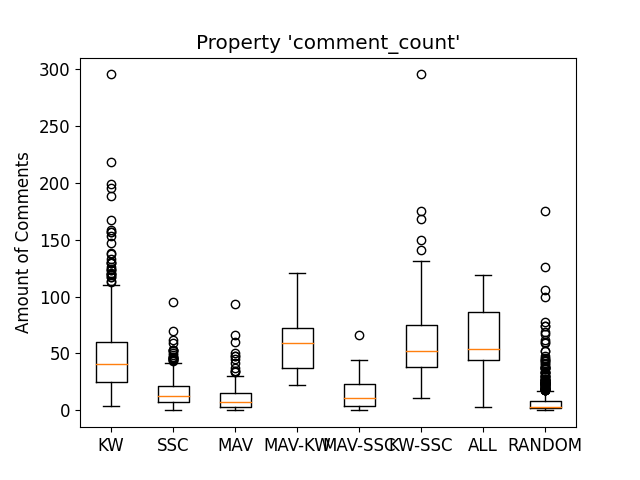 Property 'comment_count'
Amount of Comments
300
250
200
150
100
50
0
KW SSC MAV MAV-KW MAV-SSC KW-SSC ALL RANDOM